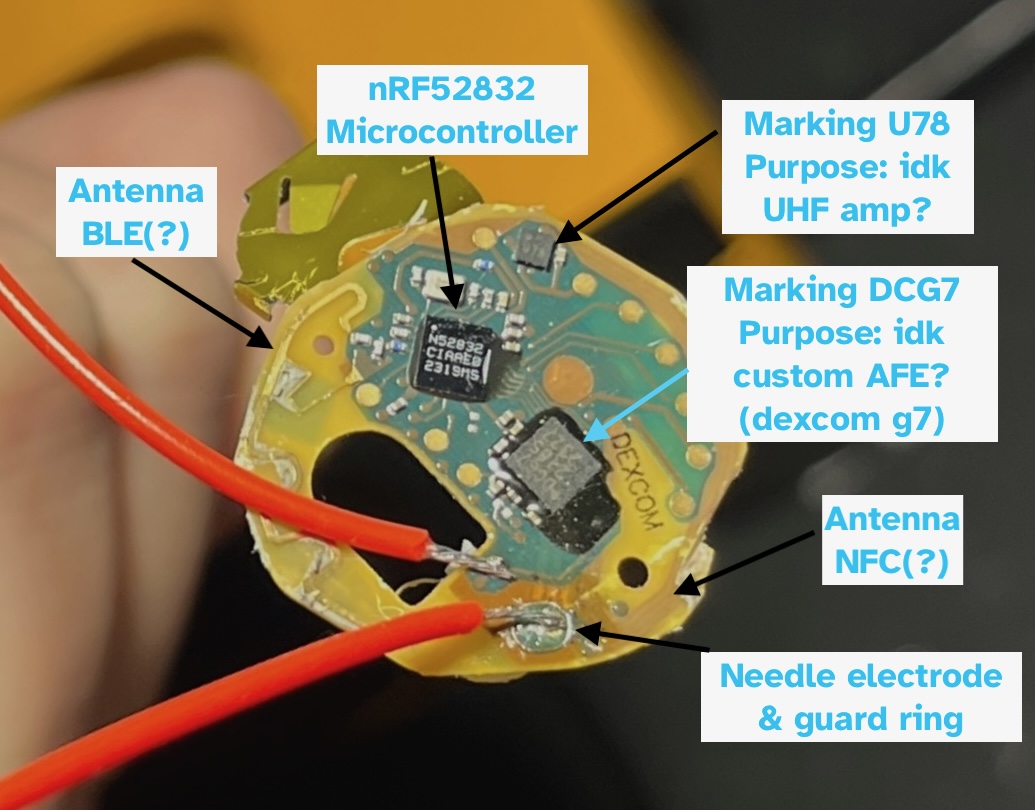 nRF52832
Microcontroller
Marking U78
Purpose: idk
UHF amp?
Antenna
BLE(?)
Marking DCG7
Purpose: idk
custom AFE?
(dexcom g7)
N52832
CIAAE0
2319MS
DEXCOM
Antenna
NFC(?)
Needle electrode
& guard ring